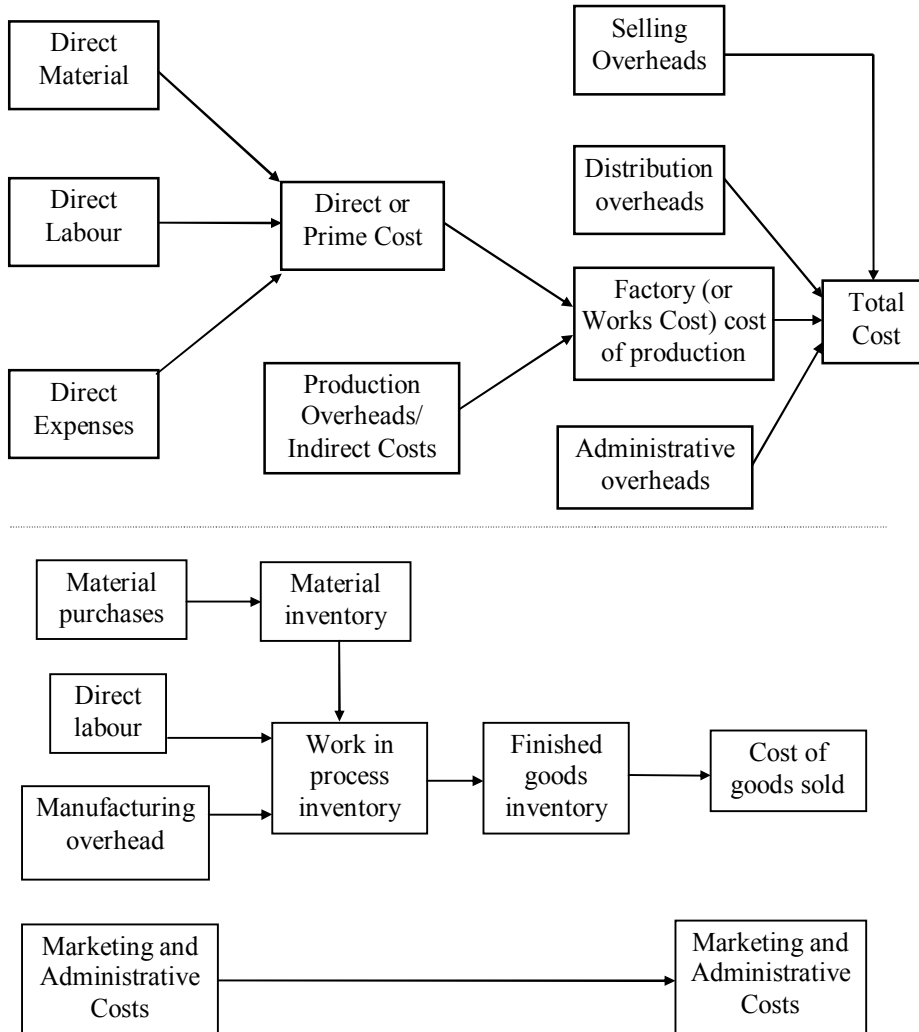 Direct
Material
Selling
Overheads
Direct
Labour
Direct or
Prime Cost
Distribution
overheads
Factory (or
Works Cost) cost
of production
Total
Cost
Direct
Expenses
Production
Overheads/
Indirect Costs
Administrative
overheads
Material
purchases
Material
inventory
Direct
labour
Work in
process
inventory
Finished
goods
inventory
Cost of
goods sold
Manufacturing
overhead
Marketing and
Administrative
Costs
Marketing and
Administrative
Costs